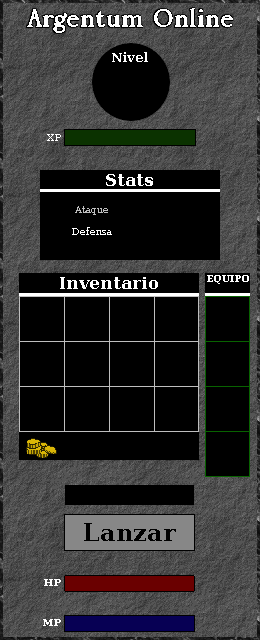 Argentum Online
Nivel
XP
Stats
Ataque
Defensa
Inventario
EQUIPO
Lanzar
HP
MP